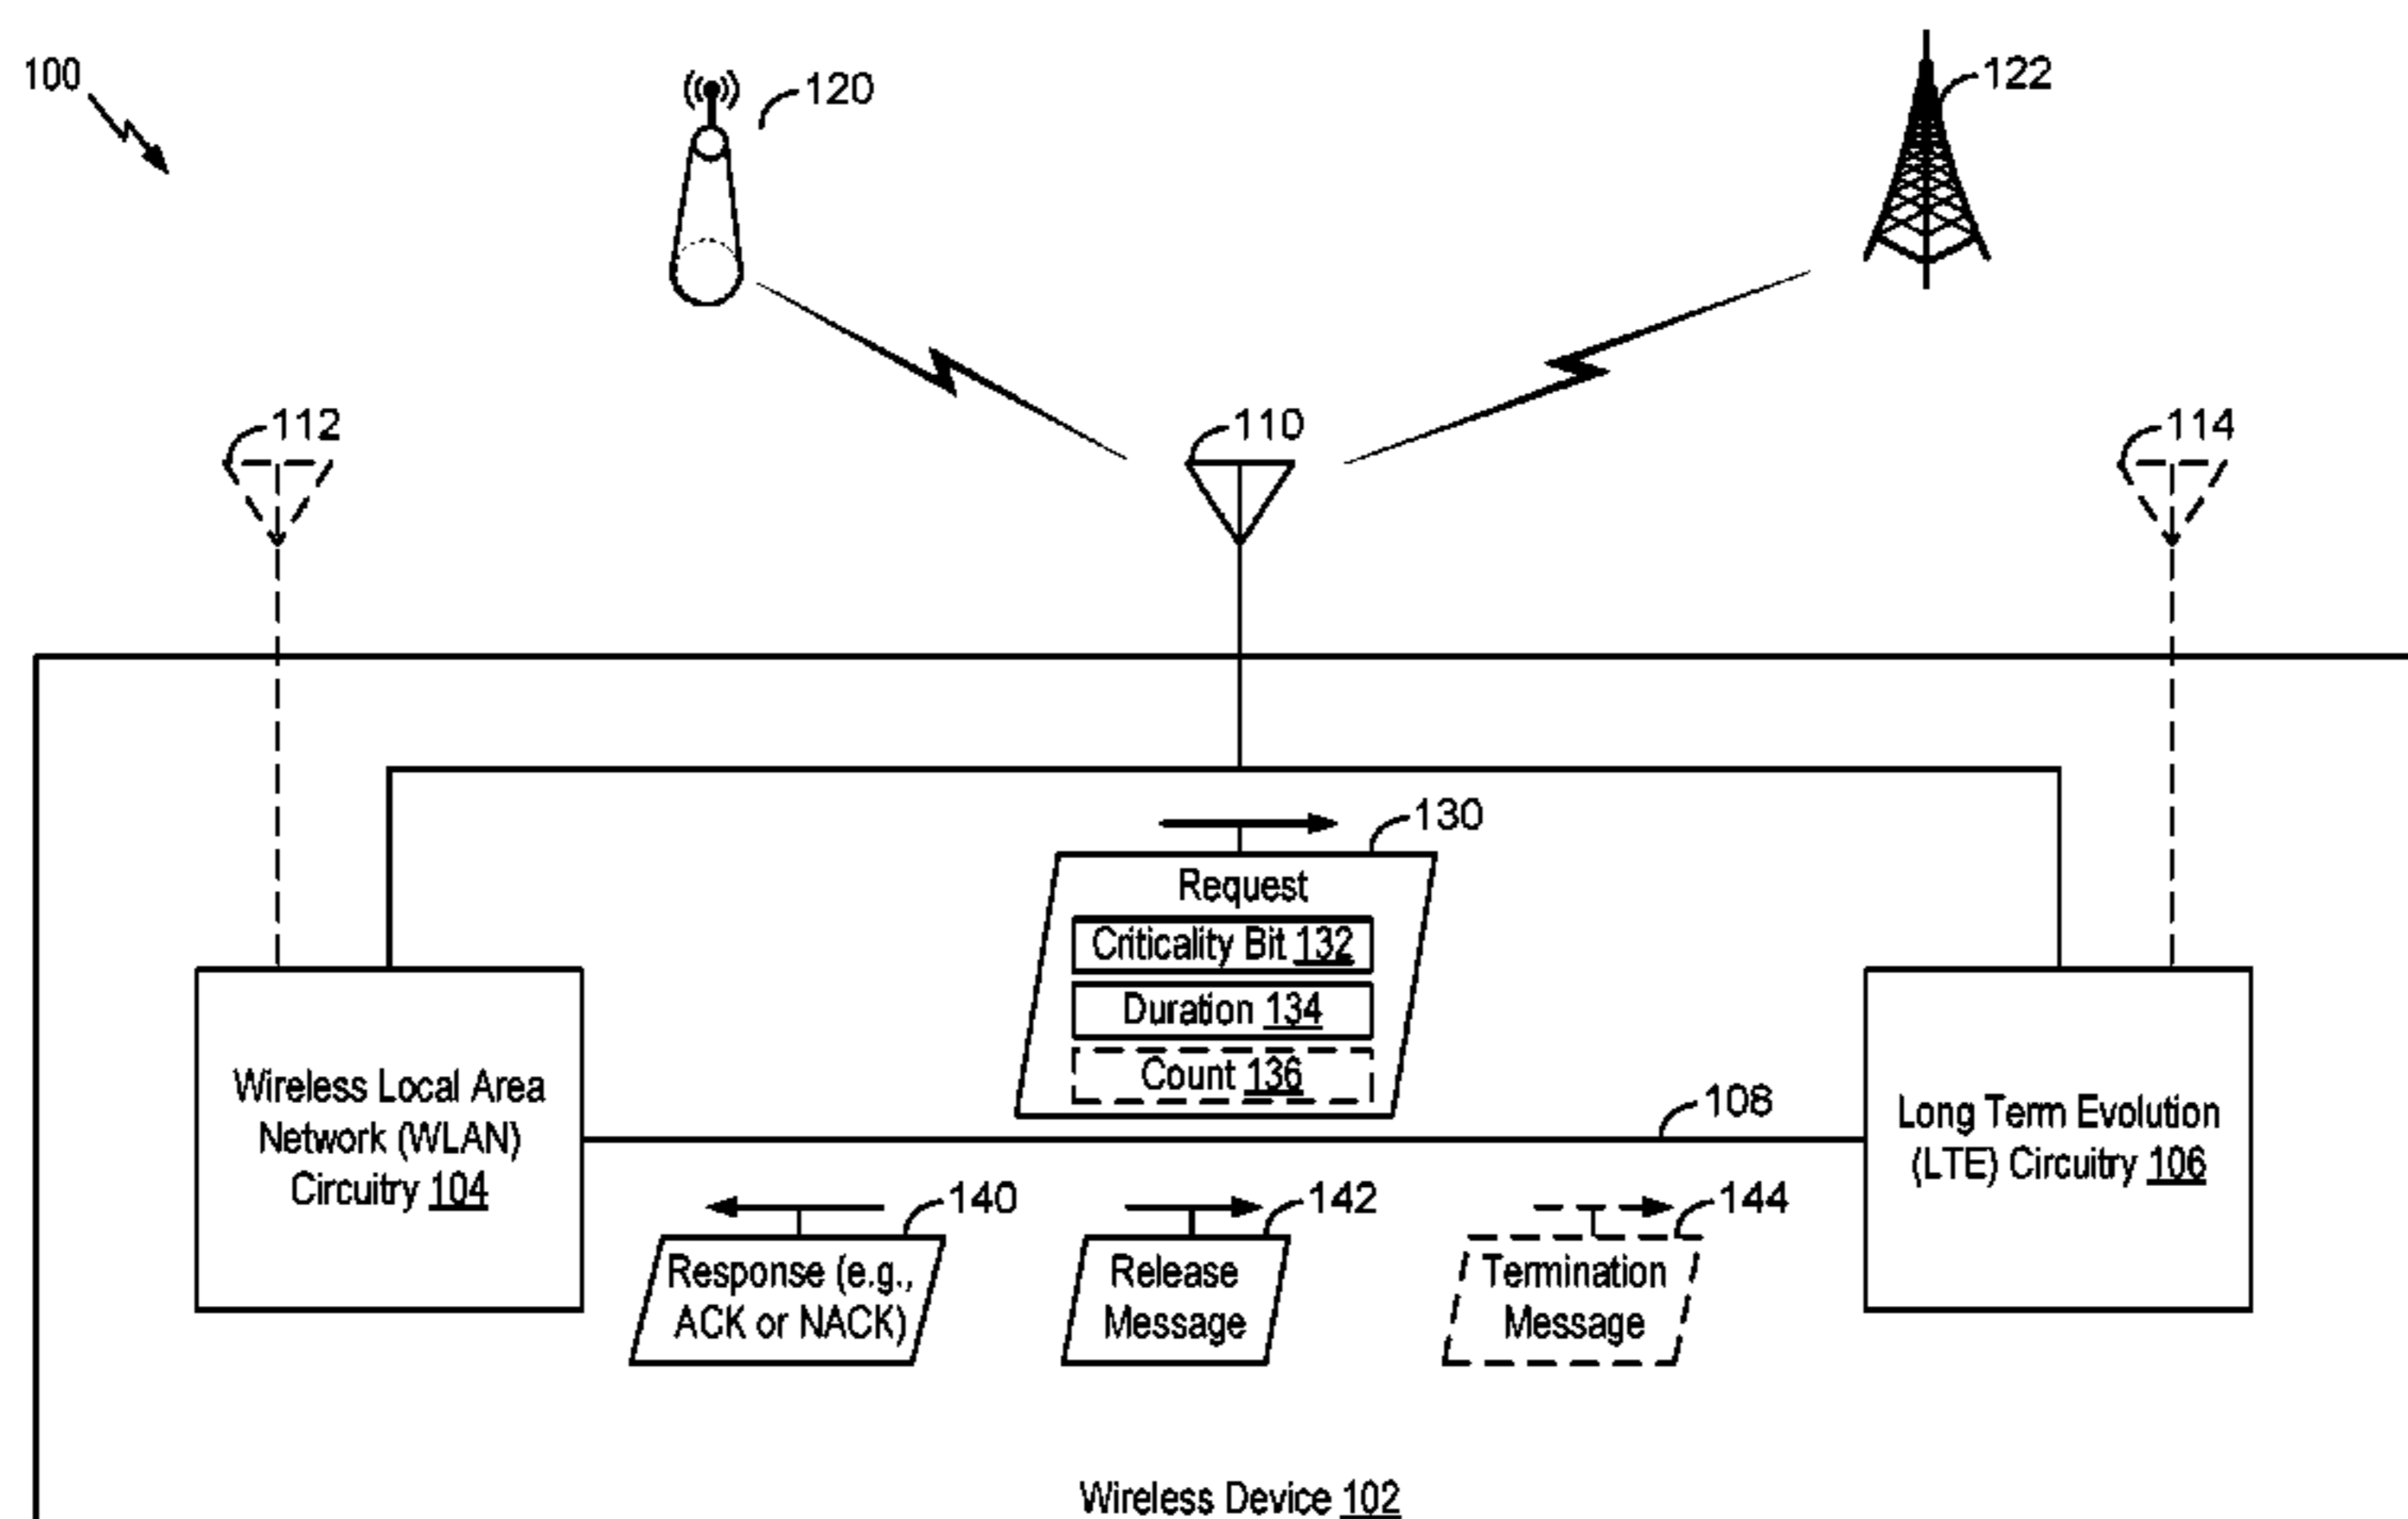 100
120
122
112
110
114
130
Request
Criticality Bit 132
Duration 134
Count 136
108
Wireless Local Area
Network (WLAN)
Circuitry 104
Long Term Evolution
(LTE) Circuitry 106
140
142
144
Response (e.g.,
ACK or NACK)
Release
Message
Termination
Message
Wireless Device 102